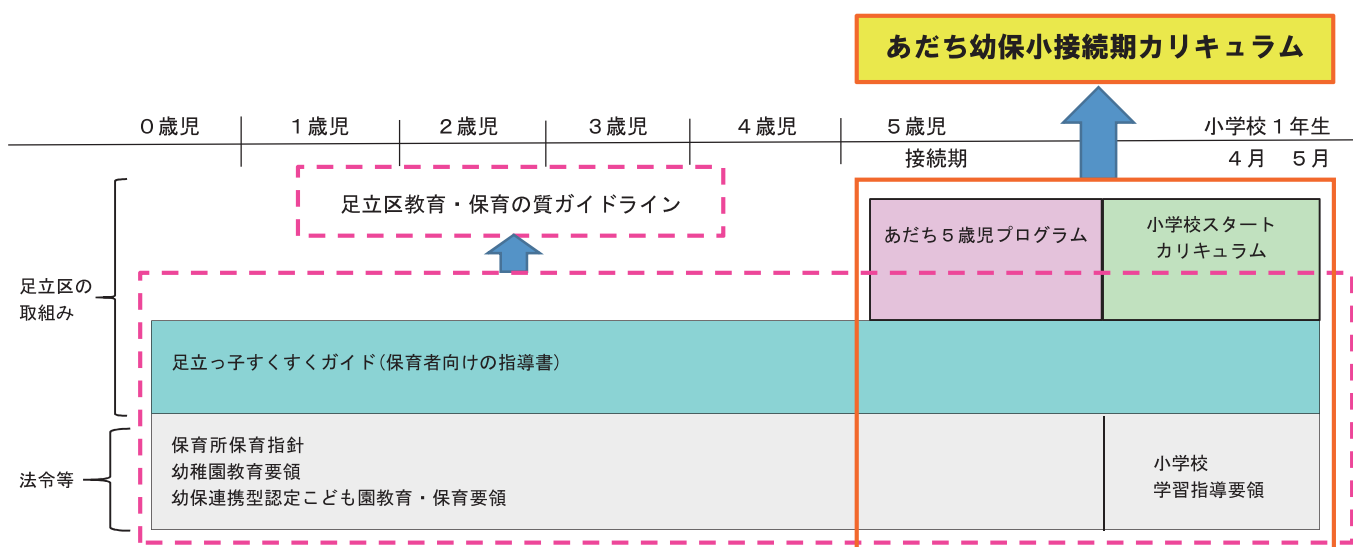 あだち幼保小接続期カリキュラム
０歳児
１歳児
２歳児
３歳児
４歳児
５歳児
小学校１年生
接続期
４月　５月
足立区教育・保育の質ガイドライン
あだち５歳児プログラム
小学校スタート
カリキュラム
足立区の
取組み
足立っ子すくすくガイド(保育者向けの指導書)
法令等
保育所保育指針
幼稚園教育要領
幼保連携型認定こども園教育・保育要領
小学校
学習指導要領